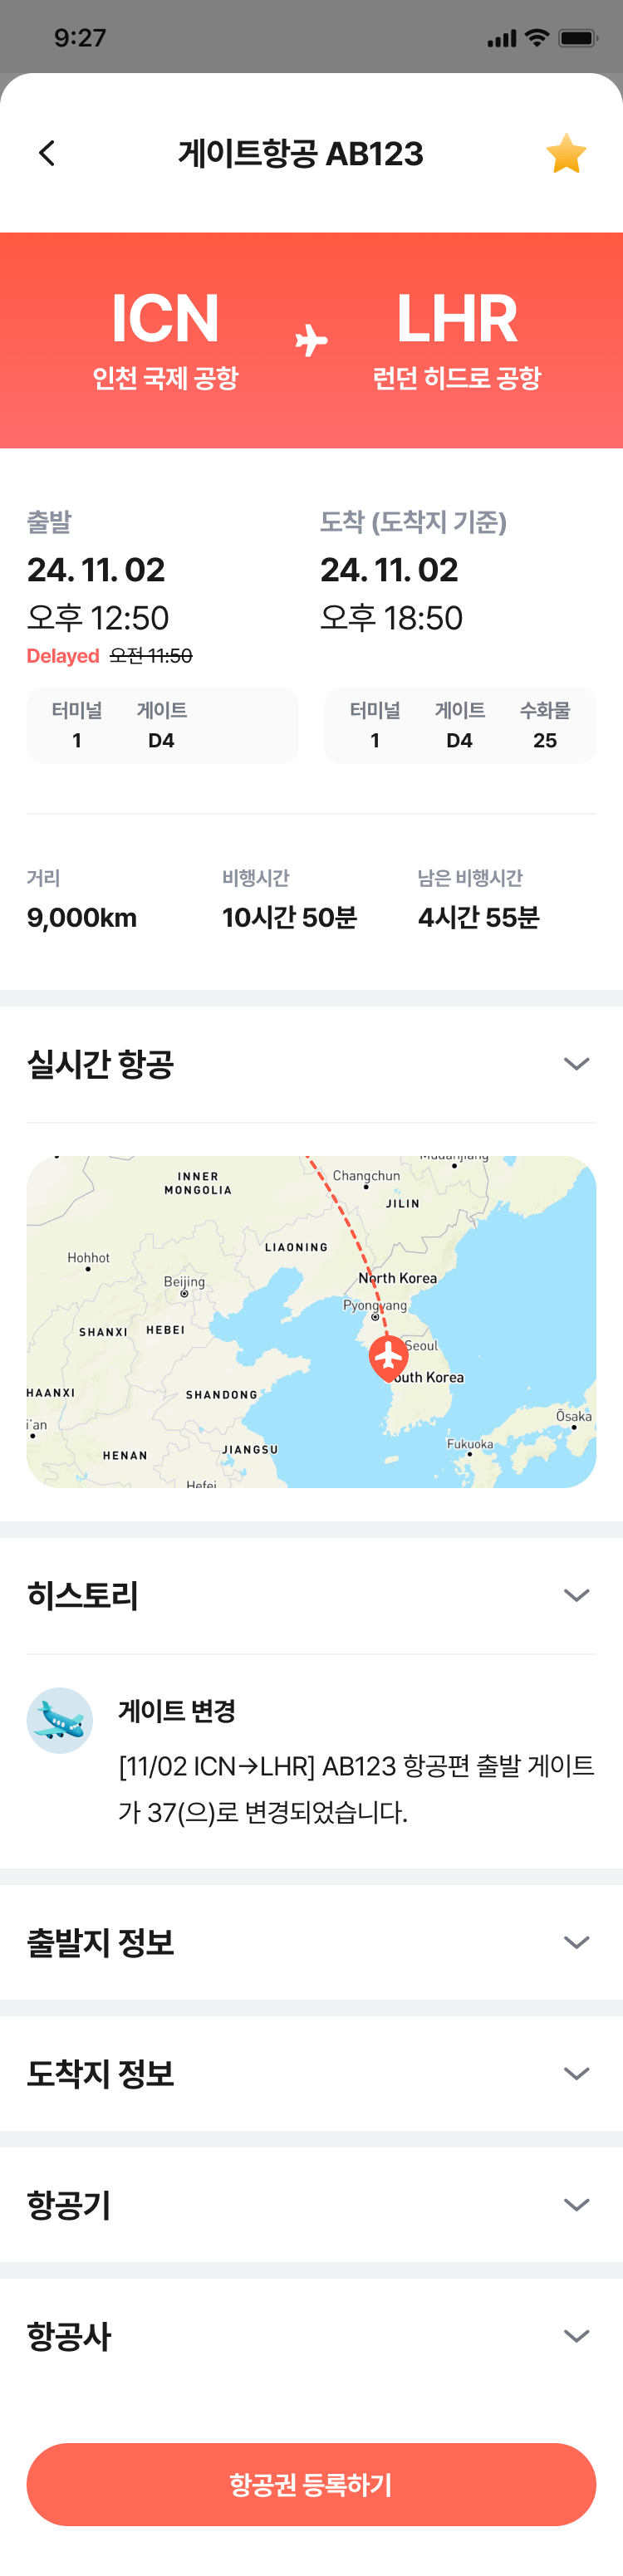 9:27
게이트항공 AB123
ICN
LHR
인천 국제 공항
런던 히드로 공항
출발
도착 (도착지 기준)
24. 11. 02
24. 11. 02
오후 12:50
오후 18:50
Delayed 오전 11:50
터미널 게이트
1 D4
터미널 게이트 수화물
1 D4 25
거리 비행시간 남은 비행시간
9,000km 10시간 50분 4시간 55분
실시간 항공
Mudanjiang
INNER
MONGOLIA
Changchun
JILIN
LIAONING
Hohhot
Beijing
North Korea
Pyongyang
SHANXI
HEBEI
Seoul
outh Korea
HAANXI
SHANDONG
i'an
Ōsaka
Fukuoka
HENAN
JIANGSU
Hefei
히스토리
게이트 변경
[11/02 ICN→LHR] AB123 항공편 출발 게이트
가 37(으)로 변경되었습니다.
출발지 정보
도착지 정보
항공기
항공사
항공권 등록하기